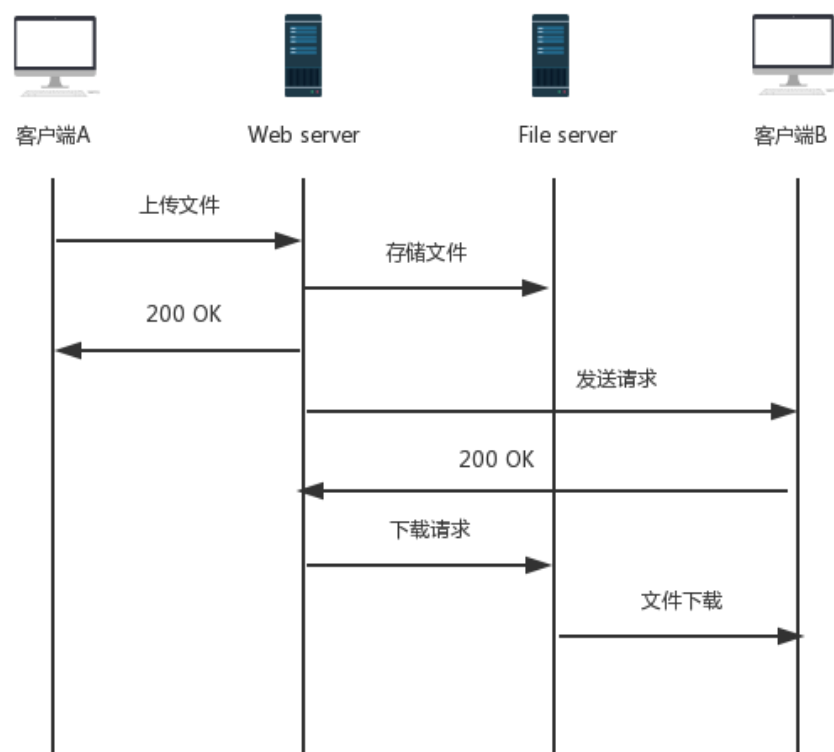 客户端A
Web server
File server
客户端B
上传文件
存储文件
200 OK
发送请求
200 OK
下载请求
文件下载